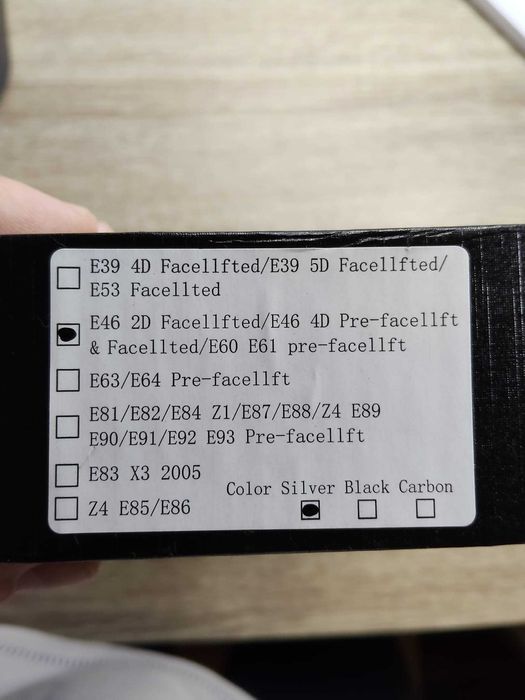 E39 4D Facellfted/E39 5D Facellfted/
E53 Facellted
E46 2D Facellfted/E46 4D Pre-facellft
& Facellted/E60 E61 pre-facellft
E63/E64 Pre-facellft
E81/E82/E84 Z1/E87/E88/Z4 E89
E90/E91/E92 E93 Pre-facellft
E83 X3 2005
Color Silver Black Carbon
Z4 E85/E86